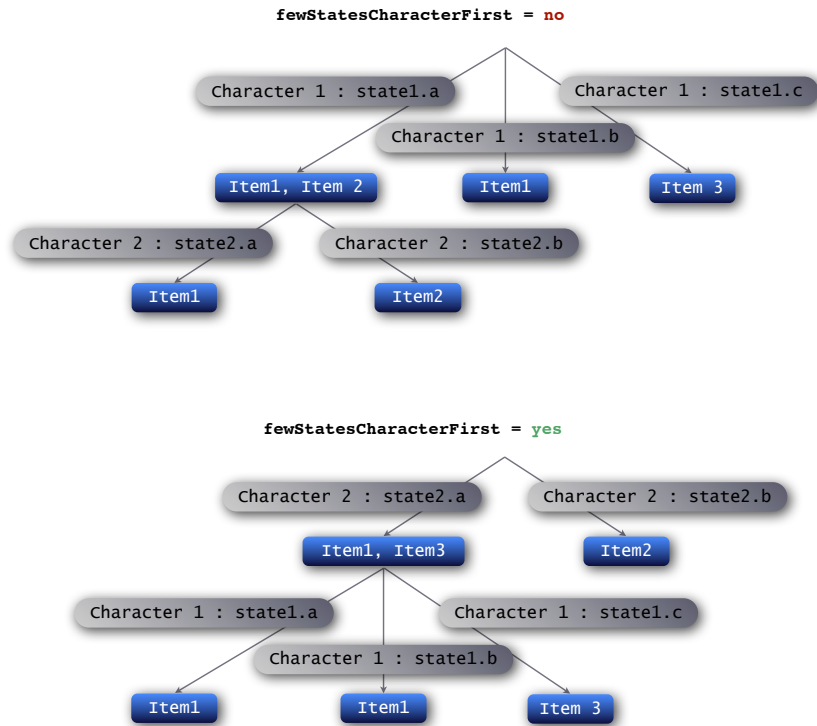 fewStatesCharacterFirst = no
Character 1 : state1.a
Character 1 : state1.c
Character 1 : state1.b
Item1, Item 2
Item1
Item 3
Character 2 : state2.a
Character 2 : state2.b
Item1
Item2
fewStatesCharacterFirst = yes
Character 2 : state2.a
Character 2 : state2.b
Item1, Item3
Item2
Character 1 : state1.a
Character 1 : state1.c
Character 1 : state1.b
Item1
Item1
Item 3